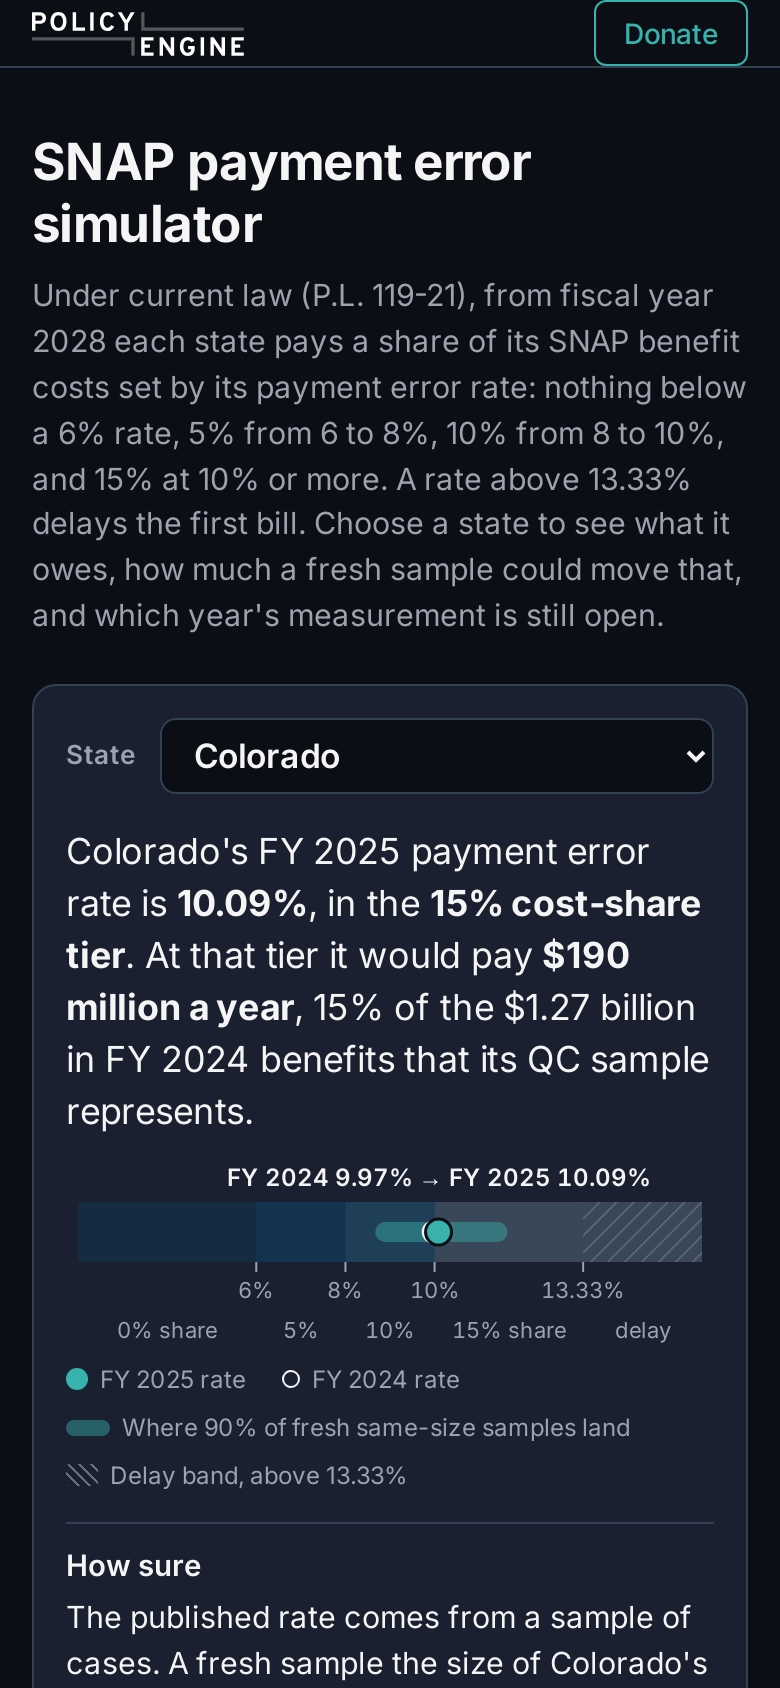 POLICY
ENGINE
Donate
SNAP payment error
simulator
Under current law (P.L. 119-21), from fiscal year
2028 each state pays a share of its SNAP benefit
costs set by its payment error rate: nothing below
a 6% rate, 5% from 6 to 8%, 10% from 8 to 10%,
and 15% at 10% or more. A rate above 13.33%
delays the first bill. Choose a state to see what it
owes, how much a fresh sample could move that,
and which year's measurement is still open.
State
Colorado
Colorado's FY 2025 payment error
rate is 10.09%, in the 15% cost-share
tier. At that tier it would pay $190
million a year, 15% of the $1.27 billion
in FY 2024 benefits that its QC sample
represents.
FY 2024 9.97% → FY 2025 10.09%
6% 8% 10% 13.33%
0% share 5% 10% 15% share delay
FY 2025 rate FY 2024 rate
Where 90% of fresh same-size samples land
Delay band, above 13.33%
How sure
The published rate comes from a sample of
cases. A fresh sample the size of Colorado's